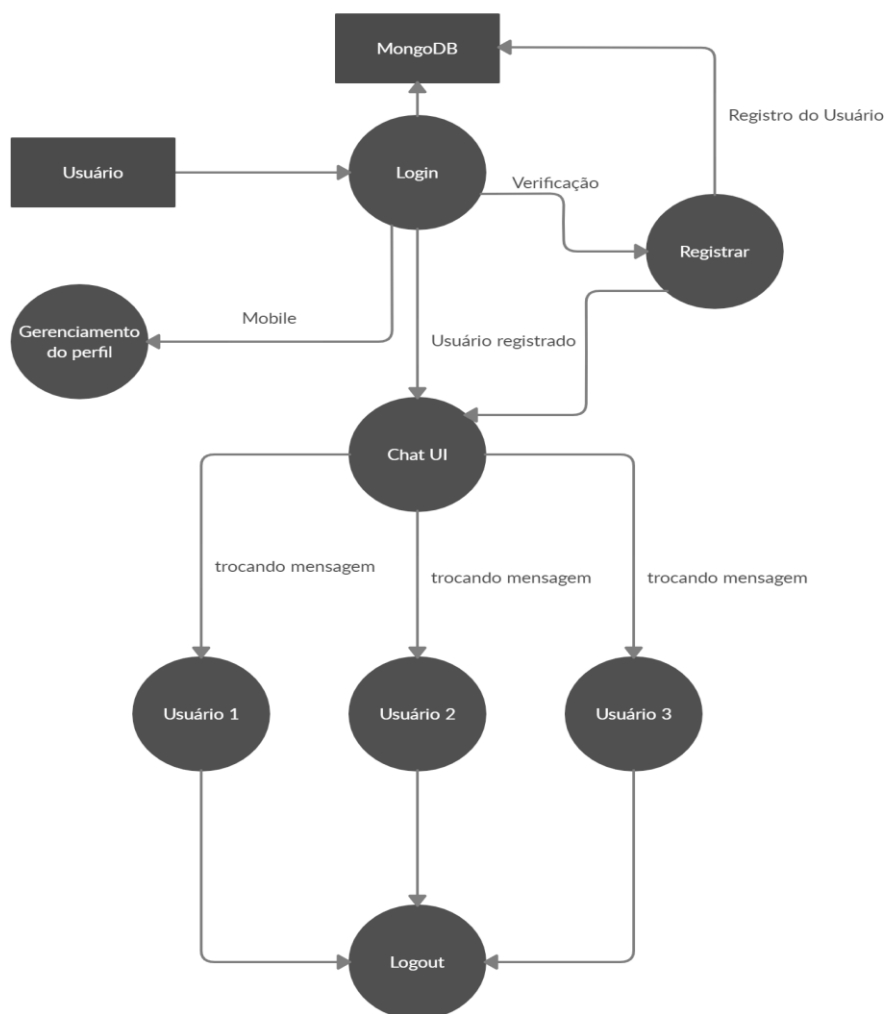 MongoDB
Registro do Usuário
Usuário
Login
Verificação
Registrar
Mobile
Gerenciamento
do perfil
Usuário registrado
Chat UI
trocando mensagem
trocando mensagem
trocando mensagem
Usuário 1
Usuário 2
Usuário 3
Logout